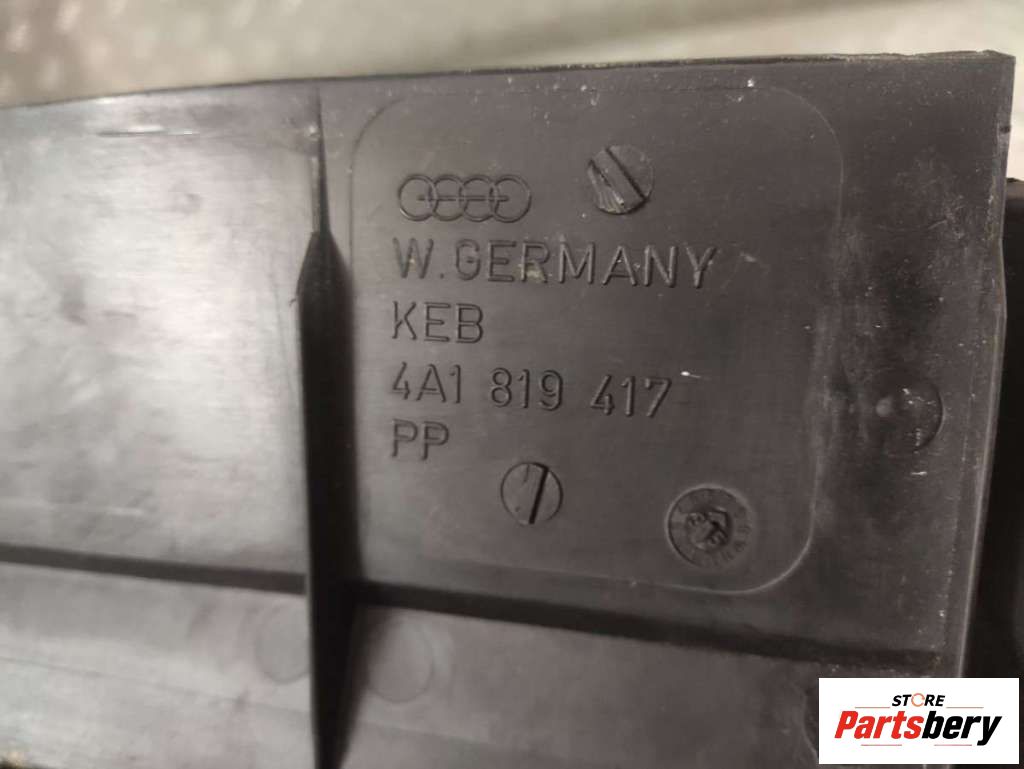 W. GERMANY
KEB
4A1 819 417
PP
STORE
Partsbery